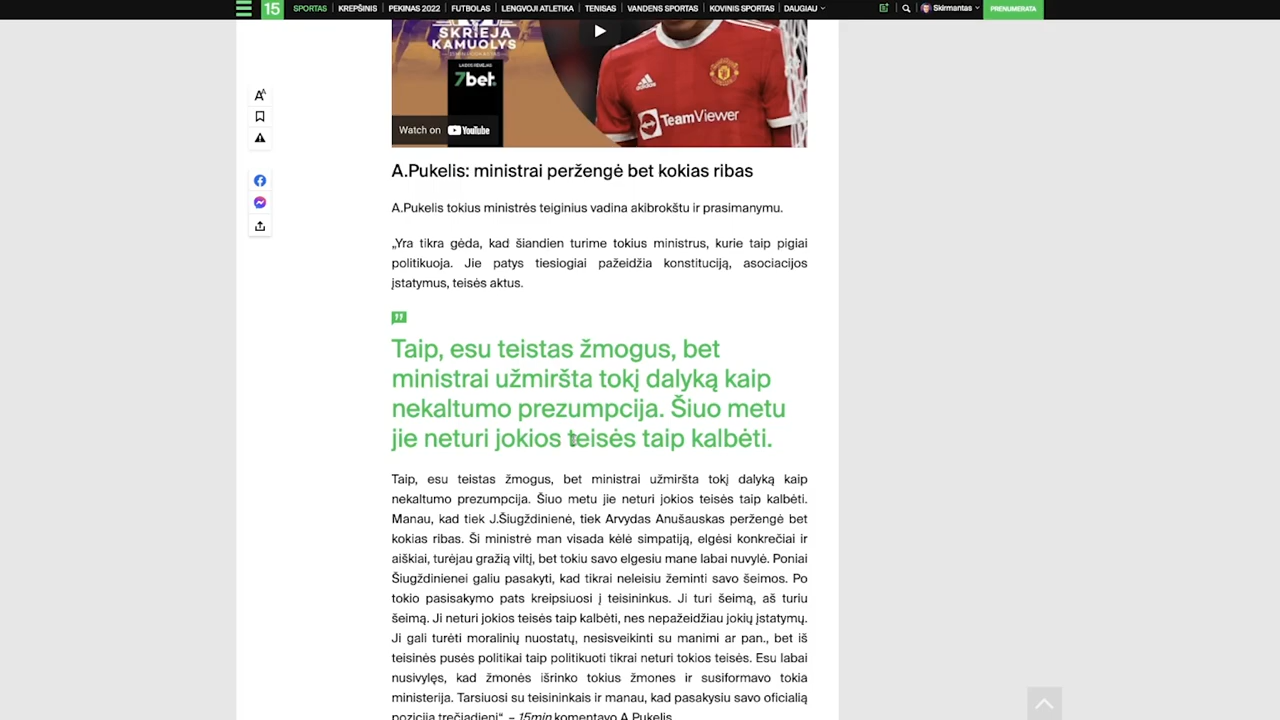 15
SPORTAS
KREPŠINIS
PEKINAS 2022
FUTBOLAS
LENGVOJI ATLETIKA
TENISAS
VANDENS SPORTAS
KOVINIS SPORTAS
DAUGIAU
Skirmantas
PRENUMERATA
SKRIEJA
KAMUOLYS
7bet
TeamViewer
adidas
Watch on YouTube
A.Pukelis: ministrai peržengė bet kokias ribas
A.Pukelis tokius ministrės teiginius vadina akibrokštu ir prasimanymu.
„Yra tikra gėda, kad šiandien turime tokius ministrus, kurie taip pigiai
politikuoja. Jie patys tiesiogiai pažeidžia konstituciją, asociacijos
įstatymus, teisės aktus.
Taip, esu teistas žmogus, bet
ministrai užmiršta tokį dalyką kaip
nekaltumo prezumpcija. Šiuo metu
jie neturi jokios teisės taip kalbėti.
Taip, esu teistas žmogus, bet ministrai užmiršta tokį dalyką kaip
nekaltumo prezumpcija. Šiuo metu jie neturi jokios teisės taip kalbėti.
Manau, kad tiek J.Šiugždinienė, tiek Arvydas Anušauskas peržengė bet
kokias ribas. Ši ministrė man visada kėlė simpatiją, elgėsi konkrečiai ir
aiškiai, turėjau gražią viltį, bet tokiu savo elgesiu mane labai nuvylė. Poniai
Šiugždinienei galiu pasakyti, kad tikrai neleisiu žeminti savo šeimos. Po
tokio pasisakymo pats kreipsiuosi į teisininkus. Ji turi šeimą, aš turiu
šeimą. Ji neturi jokios teisės taip kalbėti, nes nepažeidžiau jokių įstatymų.
Ji gali turėti moralinių nuostatų, nesisveikinti su manimi ar pan., bet iš
teisinės pusės politikai taip politikuoti tikrai neturi tokios teisės. Esu labai
nusivylęs, kad žmonės išrinko tokius žmones ir susiformavo tokia
ministerija. Tarsiuosi su teisininkais ir manau, kad pasakysiu savo oficialią
poziciją trečiadienį“, – 15min komentavo A.Pukelis.